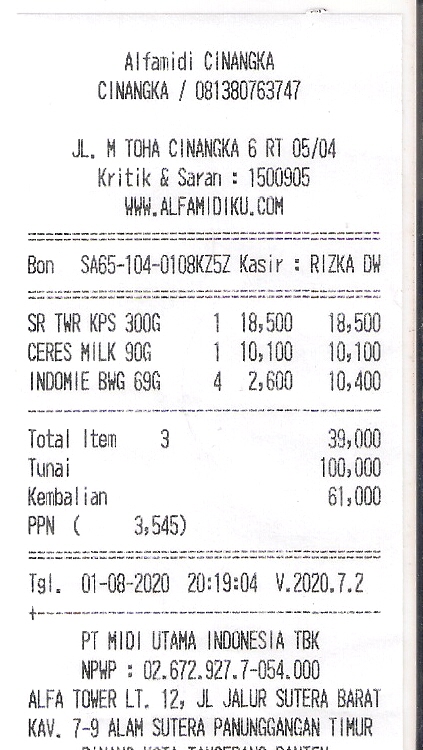 Alfamidi CINANGKA
CINANGKA / 081380763747
JL. M TOHA CINANGKA 6 RT 05/04
Kritik & Saran : 1500905
WWW.ALFAMIDIKU.COM
Bon SA65-104-0108KZ5Z Kasir : RIZKA DW
SR TWR KPS 300G 1 18,500 18,500
CERES MILK 90G 1 10,100 10,100
INDOMIE BWG 69G 4 2,600 10,400
Total Item 3 39,000
Tunai 100,000
Kembalian 61,000
PPN ( 3,545)
Tgl. 01-08-2020 20:19:04 V.2020.7.2
PT MIDI UTAMA INDONESIA TBK
NPWP : 02.672.927.7-054.000
ALFA TOWER LT. 12, JL JALUR SUTERA BARAT
KAV. 7-9 ALAM SUTERA PANUNGGANGAN TIMUR